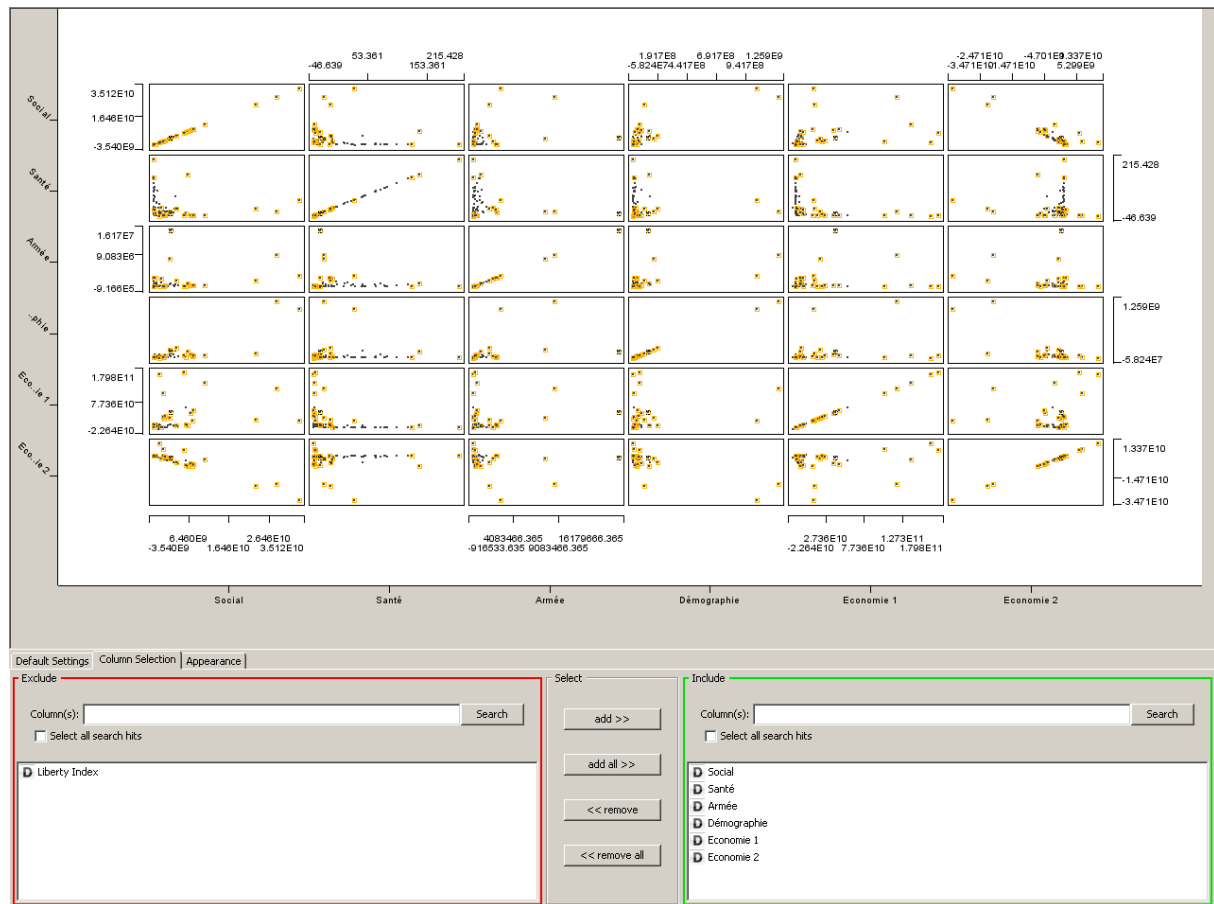 53.361 215.428
-46.639 153.361
1.917E8 6.917E8 1.259E9
-5.824E74.417E8 9.417E8
-2.471E10 -4.701E9
-3.471E10 5.299E9
Social
3.512E10
1.646E10
-3.540E9
Santé
215.428
-46.639
Armée
1.617E7
9.083E6
-9.166E5
..phie
1.259E9
-5.824E7
Eco..ie 1
1.798E11
7.736E10
-2.264E10
Eco..ie 2
1.337E10
-1.471E10
-3.471E10
6.460E9 2.646E10
-3.540E9 1.646E10 3.512E10
4083466.365 16179666.365
-916533.635 9083466.365
2.736E10 1.273E11
-2.264E10 7.736E10 1.798E11
Social Santé Armée Démographie Economie 1 Economie 2
Default Settings Column Selection Appearance
Exclude Select Include
Column(s): Search add >> Column(s): Search
Select all search hits Select all search hits
add all >>
<< remove
<< remove all
D Liberty Index
D Social
D Santé
D Armée
D Démographie
D Economie 1
D Economie 2